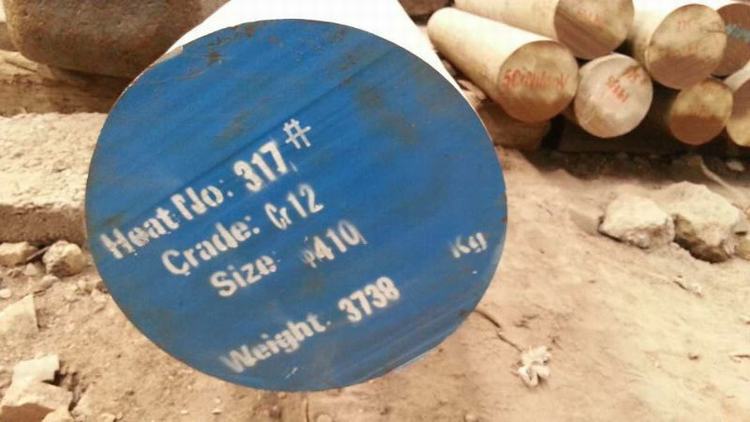 Heat No: 317#
Crade: Cr12
Size: φ410
Weight: 3738 Kg